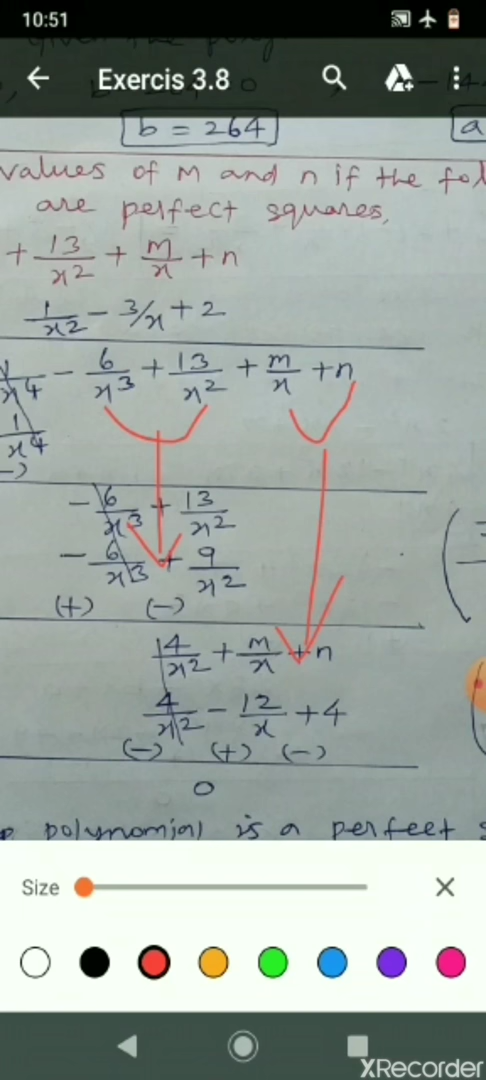 10:51
Exercis 3.8
b = 264
a
values of m and n if the fol
are perfect squares,
+ 13/x² + m/x + n
1/x² - 3/x + 2
1/x⁴ - 6/x³ + 13/x² + m/x + n
1/x⁴
(-)
- 6/x³ + 13/x²
- 6/x³ + 9/x²
(+) (-)
4/x² + m/x + n
4/x² - 12/x + 4
(-) (+) (-)
0
polynomial is a perfect s
Size
XRecorder